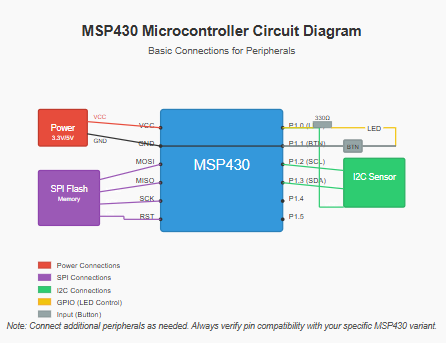 MSP430 Microcontroller Circuit Diagram
Basic Connections for Peripherals
Power
3.3V/5V
VCC
GND
VCC
GND
MOSI
MISO
SCK
RST
SPI Flash
Memory
MSP430
P1.0
P1.1 (BTN)
P1.2 (SCL)
P1.3 (SDA)
P1.4
P1.5
330Ω
LED
BTN
I2C Sensor
Power Connections
SPI Connections
I2C Connections
GPIO (LED Control)
Input (Button)
Note: Connect additional peripherals as needed. Always verify pin compatibility with your specific MSP430 variant.